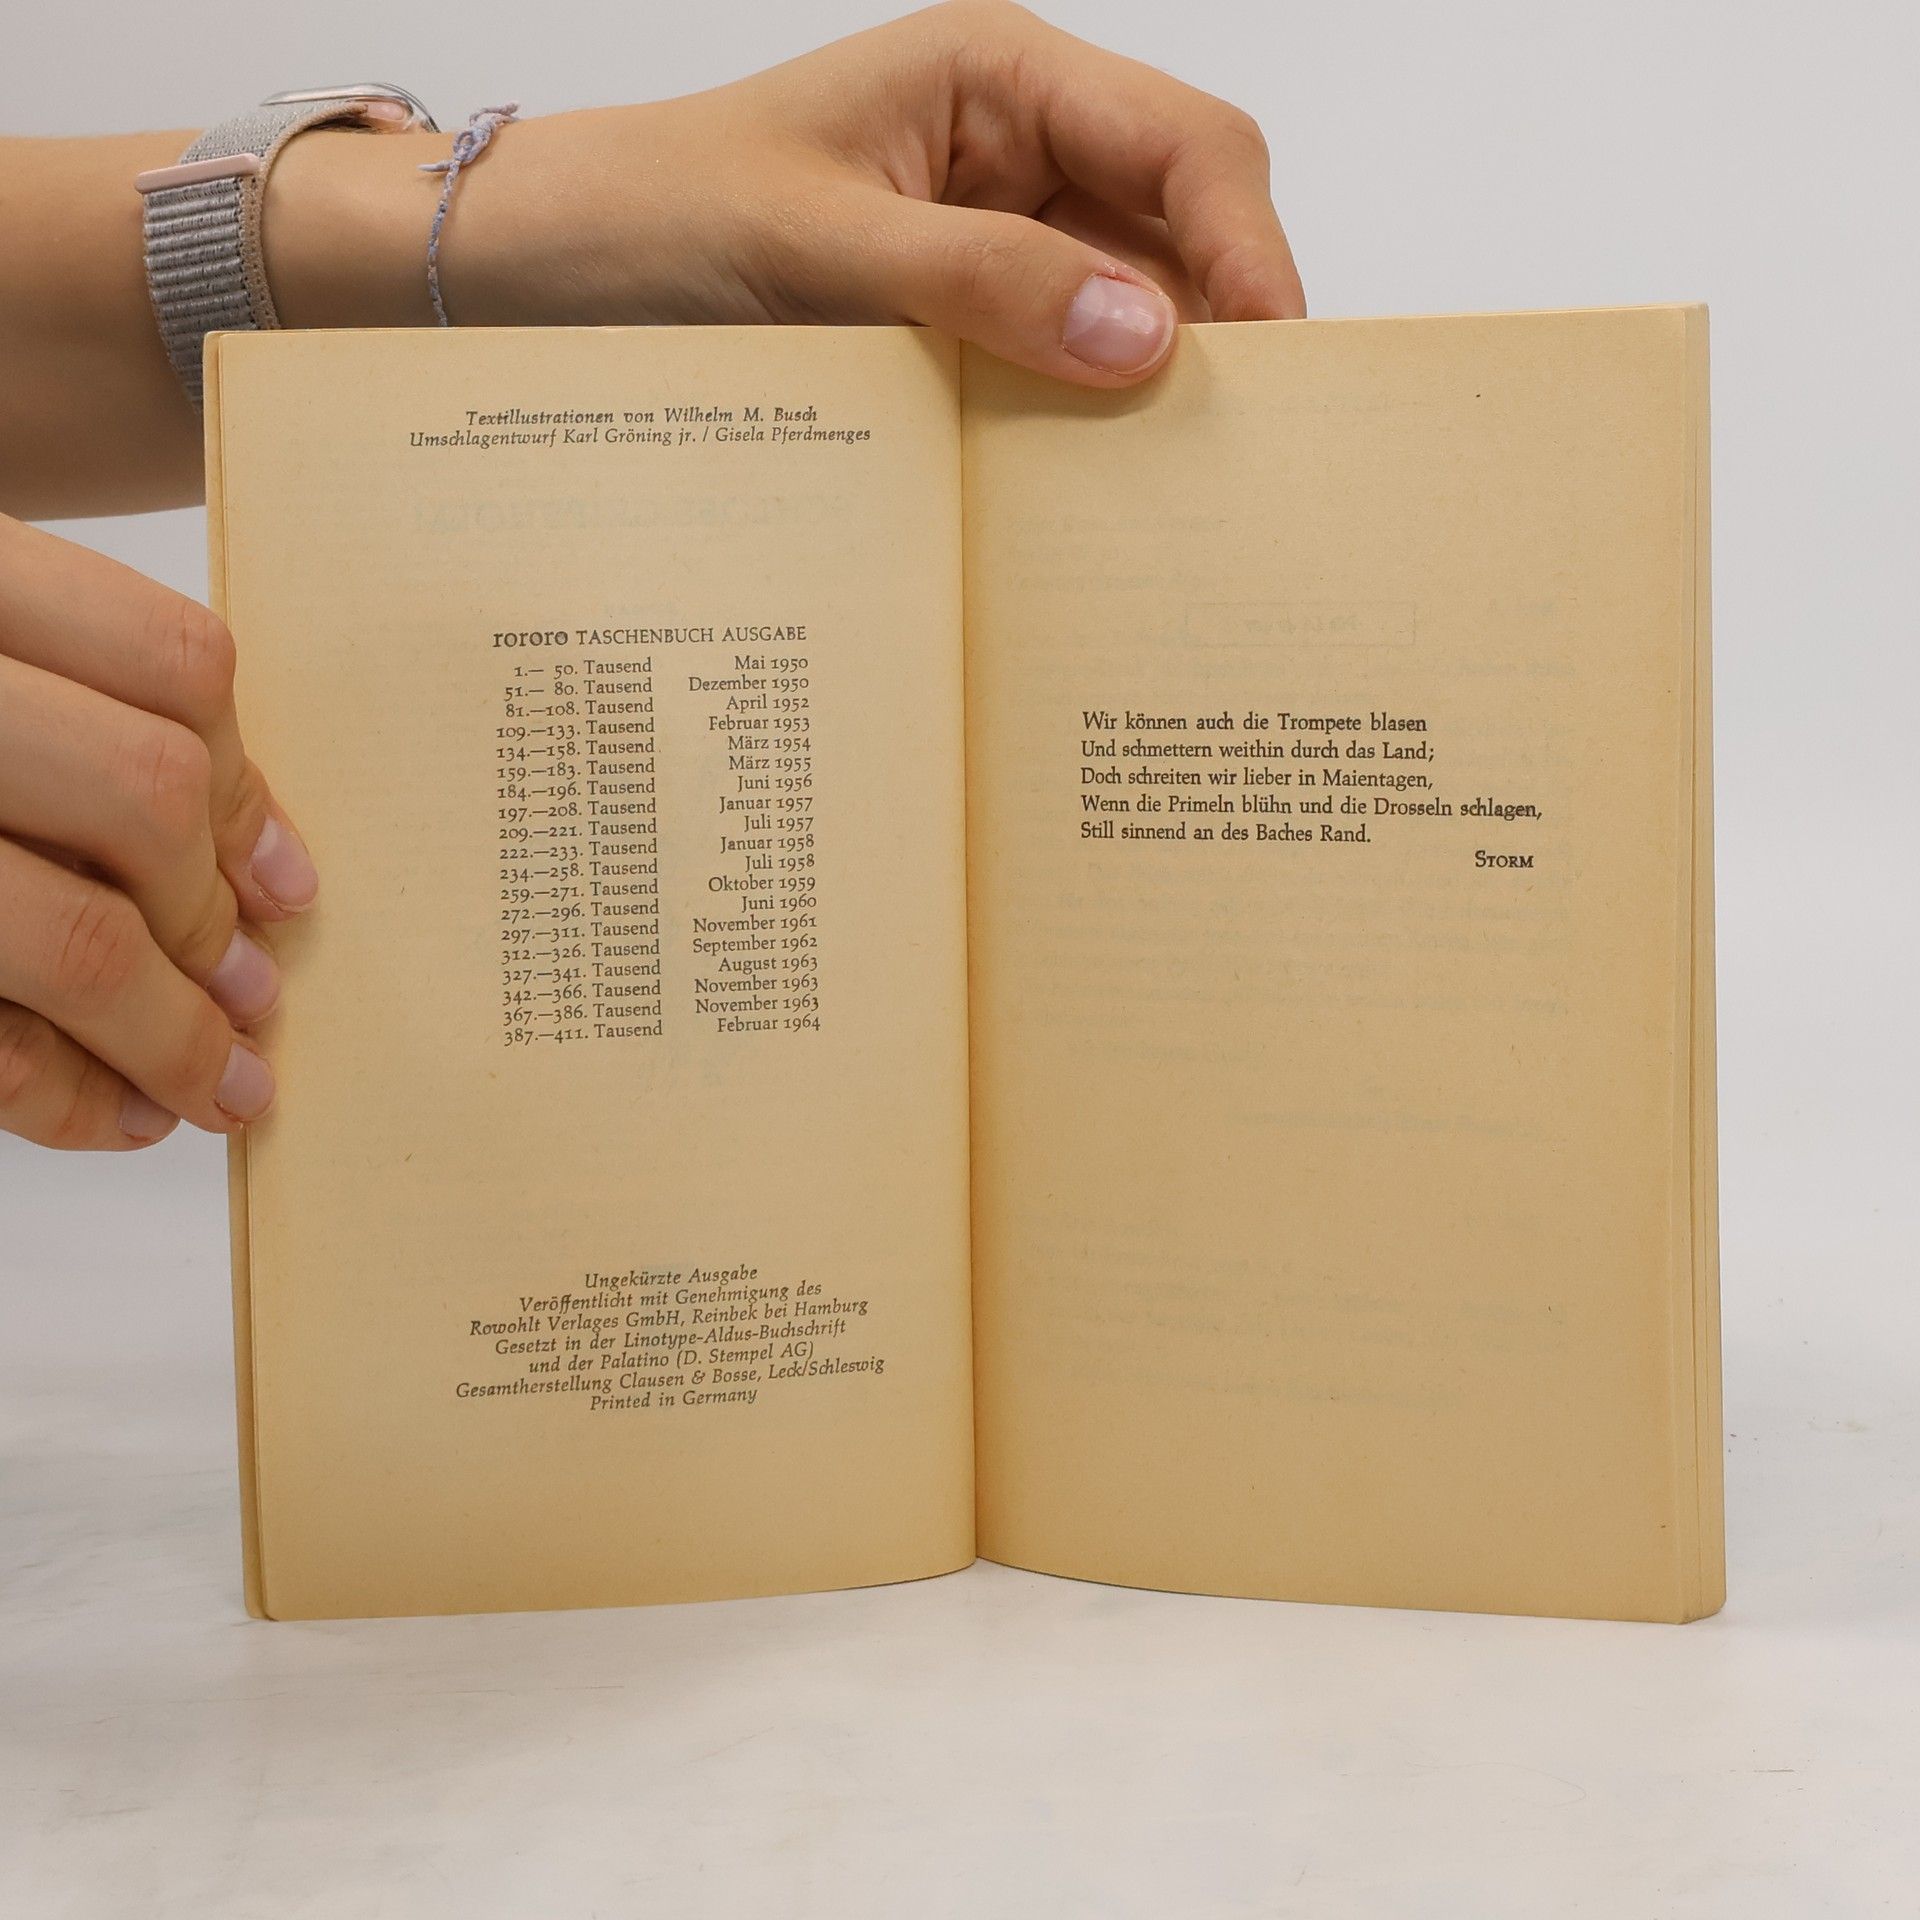 Textillustrationen von Wilhelm M. Busch
Umschlagentwurf Karl Gröning jr. / Gisela Pferdmenges
rororo TASCHENBUCH AUSGABE
1.— 50. Tausend Mai 1950
51.— 80. Tausend Dezember 1950
81.—108. Tausend April 1952
109.—133. Tausend Februar 1953
134.—158. Tausend März 1954
159.—183. Tausend März 1955
184.—196. Tausend Juni 1956
197.—208. Tausend Januar 1957
209.—221. Tausend Juli 1957
222.—233. Tausend Januar 1958
234.—258. Tausend Juli 1958
259.—271. Tausend Oktober 1959
272.—296. Tausend Juni 1960
297.—311. Tausend November 1961
312.—326. Tausend September 1962
327.—341. Tausend August 1963
342.—366. Tausend November 1963
367.—386. Tausend November 1963
387.—411. Tausend Februar 1964
Ungekürzte Ausgabe
Veröffentlicht mit Genehmigung des
Rowohlt Verlages GmbH, Reinbek bei Hamburg
Gesetzt in der Linotype-Aldus-Buchschrift
und der Palatino (D. Stempel AG)
Gesamtherstellung Clausen & Bosse, Leck/Schleswig
Printed in Germany
Wir können auch die Trompete blasen
Und schmettern weithin durch das Land;
Doch schreiten wir lieber in Maientagen,
Wenn die Primeln blühn und die Drosseln schlagen,
Still sinnend an des Baches Rand.
STORM